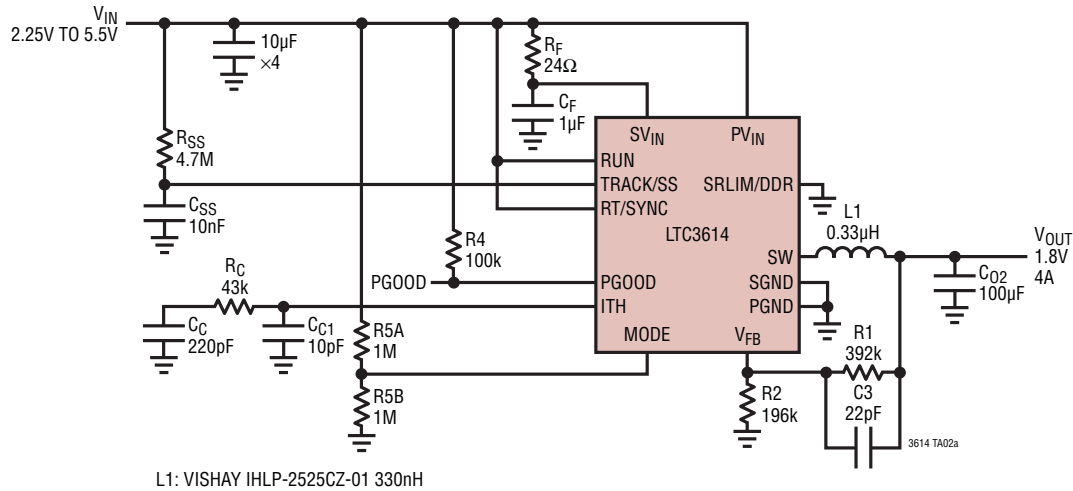 VIN
2.25V TO 5.5V
10µF
×4
RF
24Ω
CF
1µF
RSS
4.7M
CSS
10nF
SVIN
PVIN
RUN
TRACK/SS
RT/SYNC
SRLIM/DDR
LTC3614
SW
SGND
PGND
PGOOD
ITH
MODE
VFB
L1
0.33µH
VOUT
1.8V
4A
CO2
100µF
R4
100k
PGOOD
RC
43k
CC
220pF
CC1
10pF
R5A
1M
R5B
1M
R1
392k
C3
22pF
R2
196k
3614 TA02a
L1: VISHAY IHLP-2525CZ-01 330nH